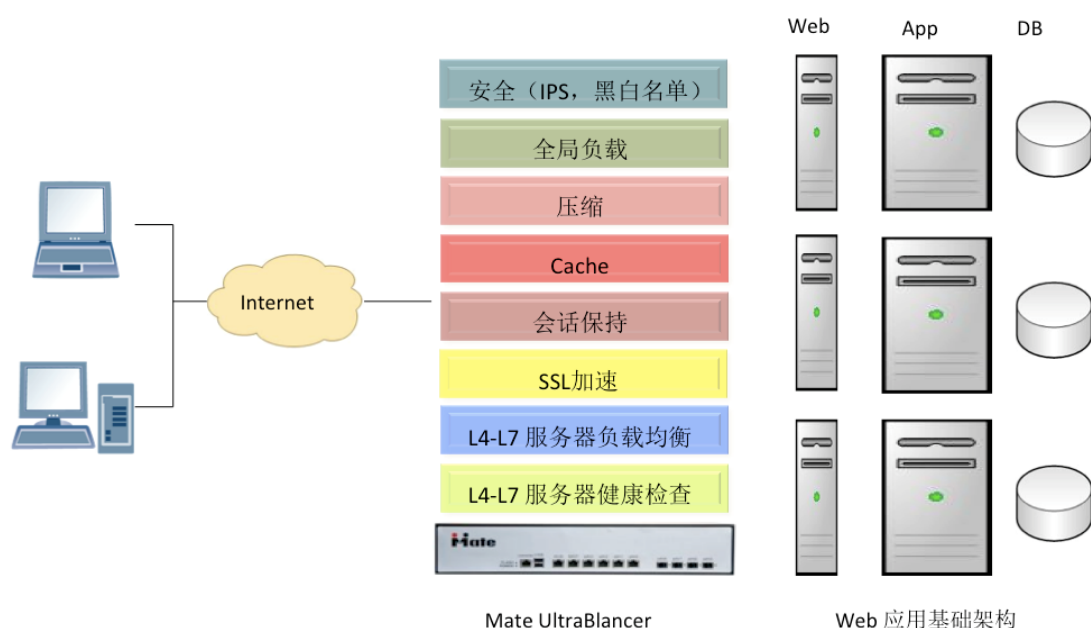 Web App DB
安全（IPS，黑白名单）
全局负载
压缩
Cache
Internet
会话保持
SSL加速
L4-L7 服务器负载均衡
L4-L7 服务器健康检查
Mate
Mate UltraBlancer
Web 应用基础架构